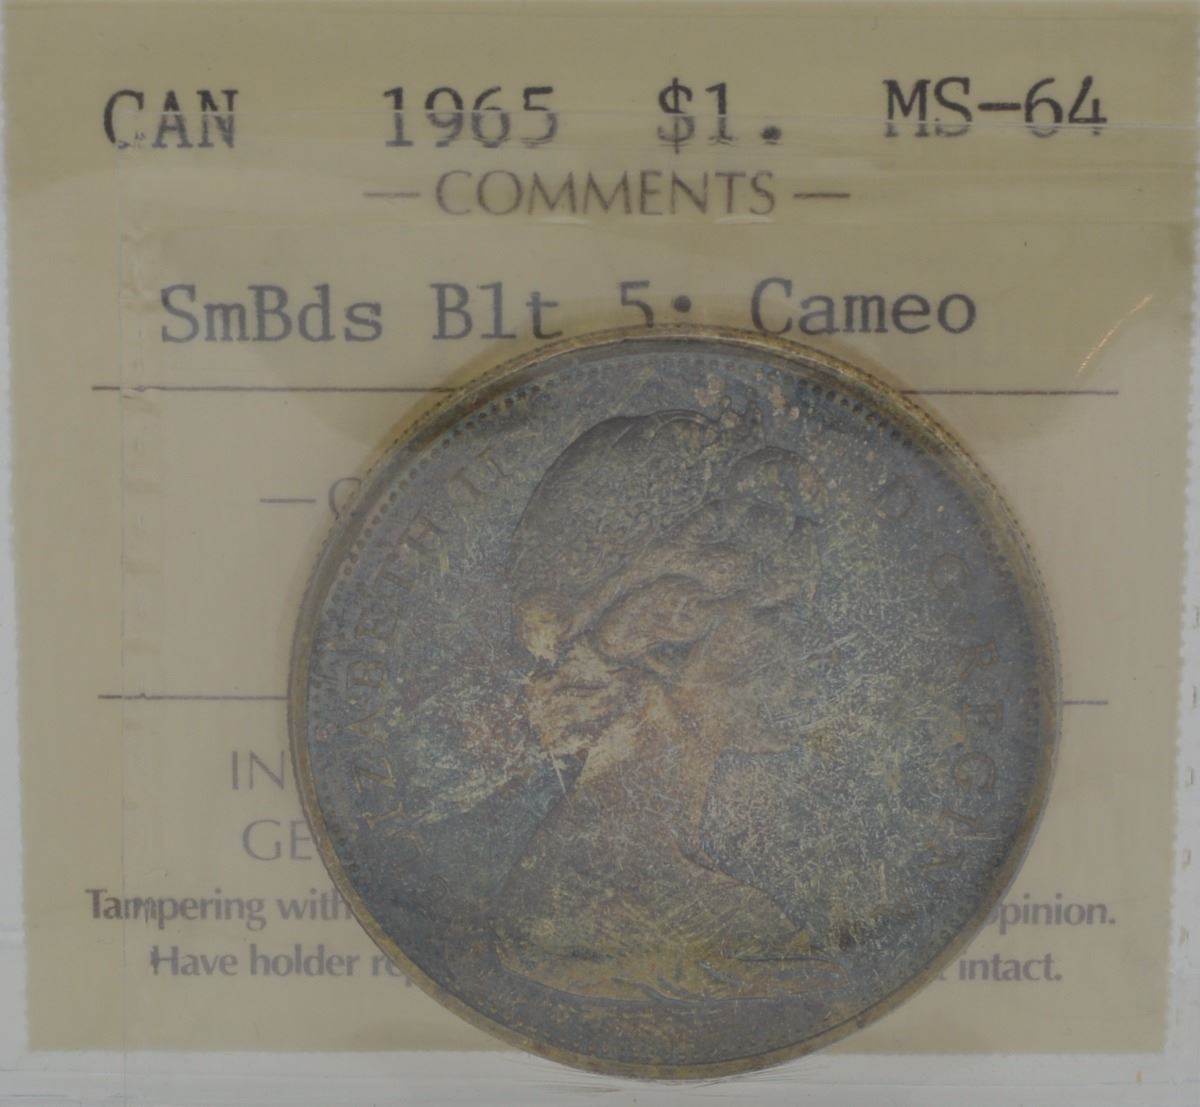 CAN 1965 $1. MS-64
— COMMENTS —
SmBds Blt 5; Cameo
IN
GE
Tampering with opinion.
Have holder intact.
ELIZABETH II D·G·REGINA